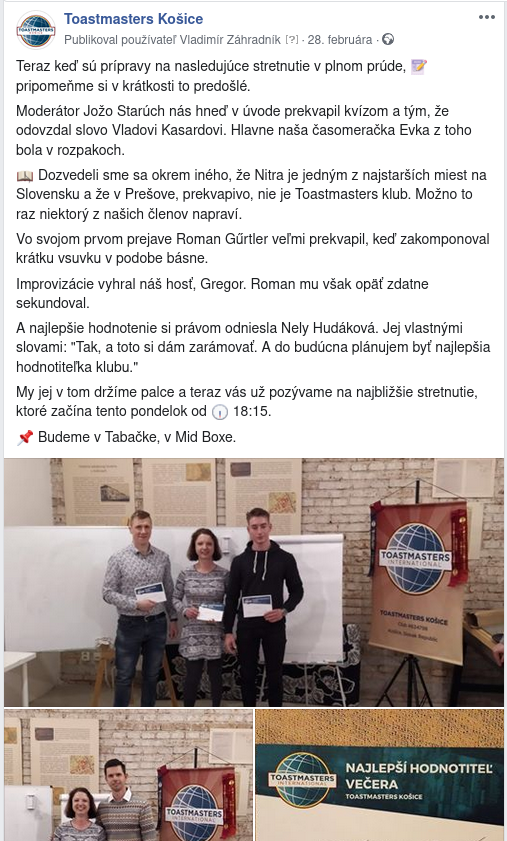 Toastmasters Košice
Publikoval používateľ Vladimír Záhradník [?] · 28. februára ·
Teraz keď sú prípravy na nasledujúce stretnutie v plnom prúde, 📝
pripomeňme si v krátkosti to predošlé.
Moderátor Jožo Starúch nás hneď v úvode prekvapil kvízom a tým, že
odovzdal slovo Vladovi Kasardovi. Hlavne naša časomeračka Evka z toho
bola v rozpakoch.
📖 Dozvedeli sme sa okrem iného, že Nitra je jedným z najstarších miest na
Slovensku a že v Prešove, prekvapivo, nie je Toastmasters klub. Možno to
raz niektorý z našich členov napraví.
Vo svojom prvom prejave Roman Gűrtler veľmi prekvapil, keď zakomponoval
krátku vsuvku v podobe básne.
Improvizácie vyhral náš hosť, Gregor. Roman mu však opäť zdatne
sekundoval.
A najlepšie hodnotenie si právom odniesla Nely Hudáková. Jej vlastnými
slovami: "Tak, a toto si dám zarámovať. A do budúcna plánujem byť najlepšia
hodnotiteľka klubu."
My jej v tom držíme palce a teraz vás už pozývame na najbližšie stretnutie,
ktoré začína tento pondelok od 🕡 18:15.
📌 Budeme v Tabačke, v Mid Boxe.
TOASTMASTERS
INTERNATIONAL
TOASTMASTERS KOŠICE
TOASTMASTERS
INTERNATIONAL
TOASTMASTERS
INTERNATIONAL
NAJLEPŠÍ HODNOTITEĽ
VEČERA
TOASTMASTERS KOŠICE